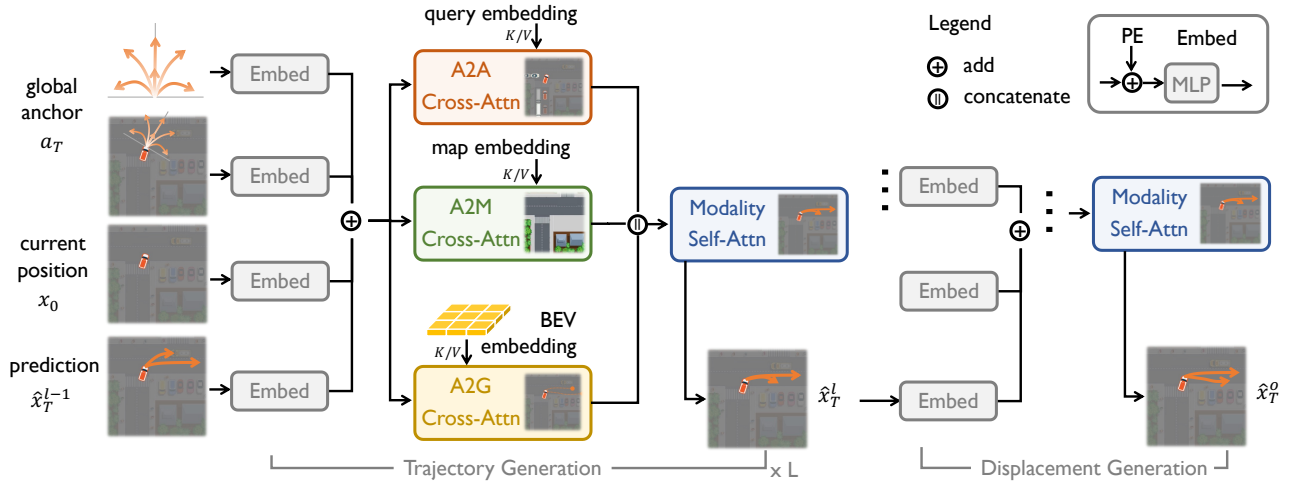 query embedding
K/V
Legend
add
concatenate
PE
Embed
MLP
global
anchor
a_T
Embed
A2A
Cross-Attn
Embed
map embedding
K/V
A2M
Cross-Attn
Modality
Self-Attn
Embed
Modality
Self-Attn
current
position
x_0
Embed
Embed
BEV
embedding
K/V
prediction
x̂_T^{l-1}
Embed
A2G
Cross-Attn
x̂_T^l
Embed
x̂_T^o
Trajectory Generation
x L
Displacement Generation